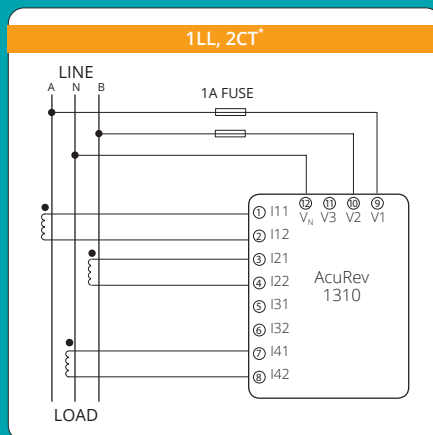 1LL, 2CT*
LINE
A N B
1A FUSE
12 11 10 9
VN V3 V2 V1
1 I11
2 I12
3 I21
4 I22
5 I31
6 I32
7 I41
8 I42
AcuRev
1310
LOAD